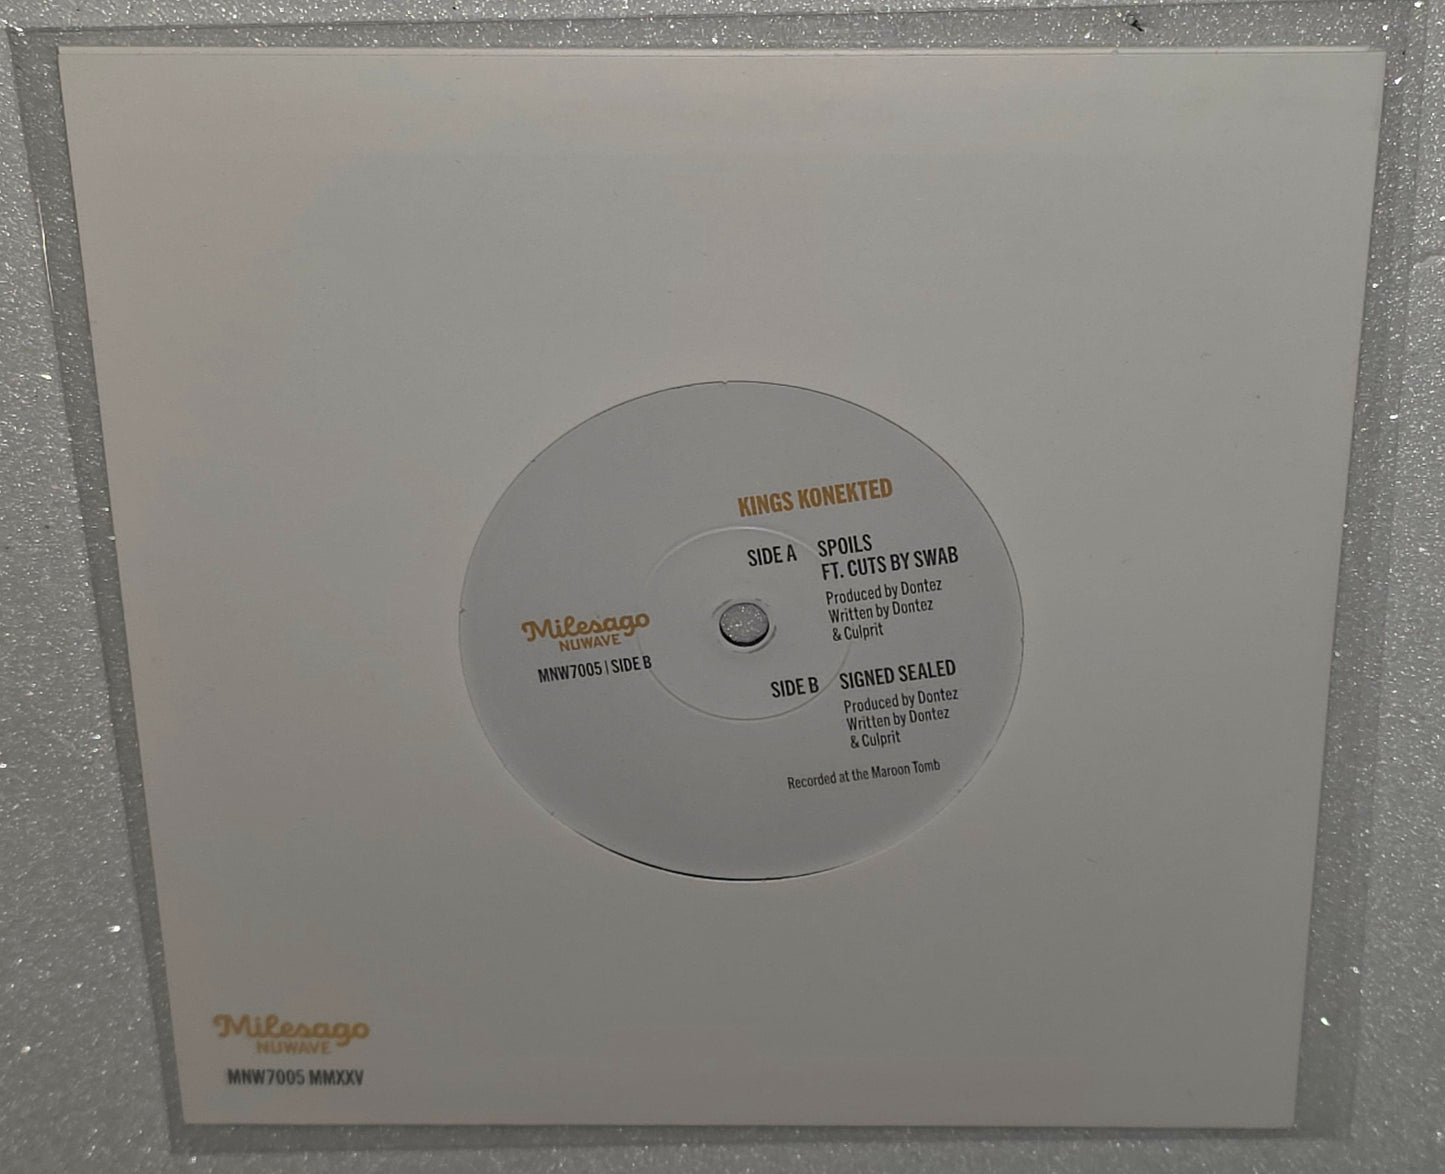 KINGS KONEKTED
SIDE A SPOILS
FT. CUTS BY SWAB
Produced by Dontez
Written by Dontez
& Culprit
Milesago
NUWAVE
MNW7005 | SIDE B
SIDE B SIGNED SEALED
Produced by Dontez
Written by Dontez
& Culprit
Recorded at the Maroon Tomb
Milesago
NUWAVE
MNW7005 MMXXV